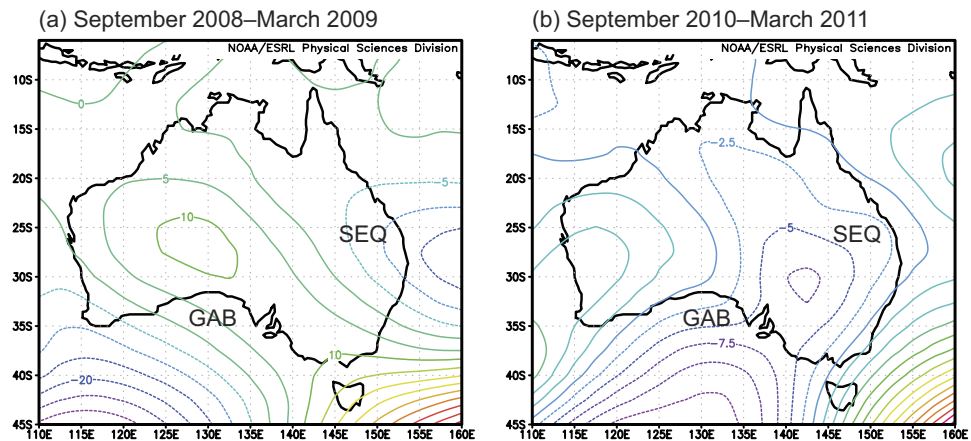 (a) September 2008–March 2009
(b) September 2010–March 2011
NOAA/ESRL Physical Sciences Division
NOAA/ESRL Physical Sciences Division
10S
15S
20S
25S
30S
35S
40S
45S
110E 115E 120E 125E 130E 135E 140E 145E 150E 155E 160E
0
5
10
-5
SEQ
GAB
10
-20
10S
15S
20S
25S
30S
35S
40S
45S
110E 115E 120E 125E 130E 135E 140E 145E 150E 155E 160E
-2.5
-5
SEQ
GAB
-7.5